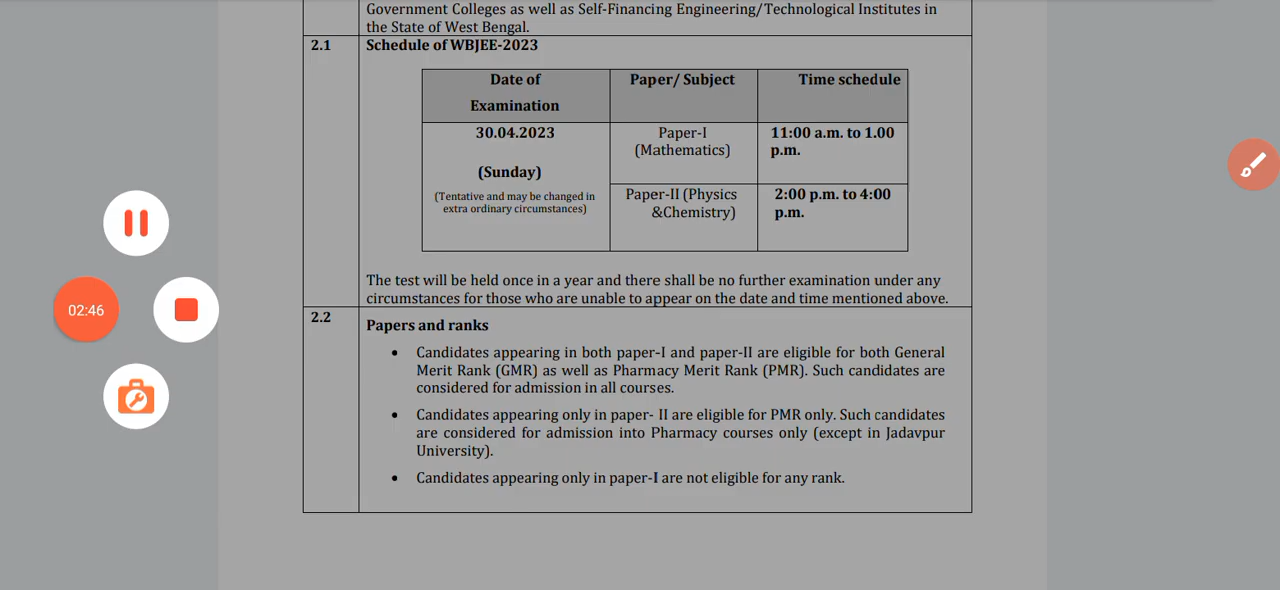 Government Colleges as well as Self-Financing Engineering/Technological Institutes in
the State of West Bengal.
2.1 Schedule of WBJEE-2023
Date of
Examination
Paper/ Subject
Time schedule
30.04.2023
(Sunday)
(Tentative and may be changed in
extra ordinary circumstances)
Paper-I
(Mathematics)
11:00 a.m. to 1.00
p.m.
Paper-II (Physics
&Chemistry)
2:00 p.m. to 4:00
p.m.
The test will be held once in a year and there shall be no further examination under any
circumstances for those who are unable to appear on the date and time mentioned above.
2.2 Papers and ranks
• Candidates appearing in both paper-I and paper-II are eligible for both General
Merit Rank (GMR) as well as Pharmacy Merit Rank (PMR). Such candidates are
considered for admission in all courses.
• Candidates appearing only in paper- II are eligible for PMR only. Such candidates
are considered for admission into Pharmacy courses only (except in Jadavpur
University).
• Candidates appearing only in paper-I are not eligible for any rank.
02:46